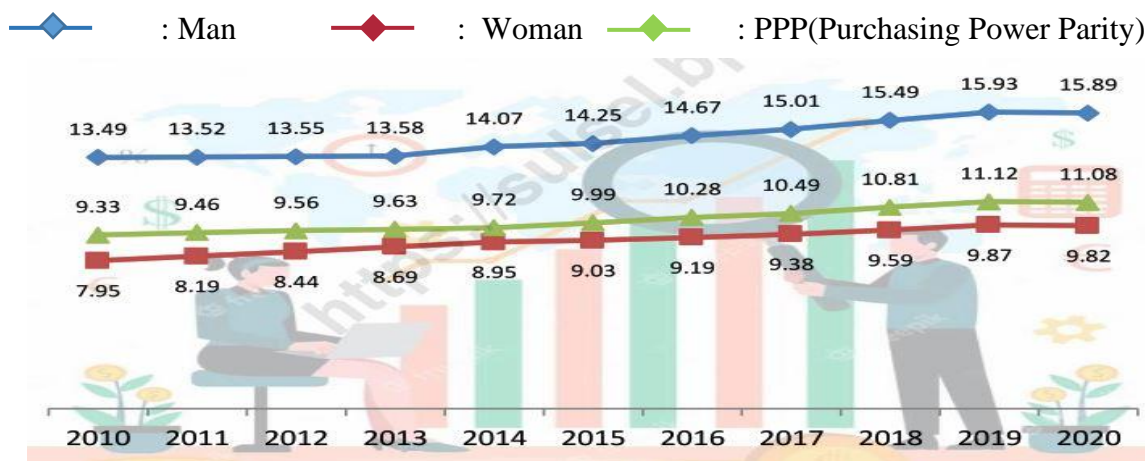 : Man : Woman : PPP(Purchasing Power Parity)
13.49 13.52 13.55 13.58 14.07 14.25 14.67 15.01 15.49 15.93 15.89
9.33 9.46 9.56 9.63 9.72 9.99 10.28 10.49 10.81 11.12 11.08
7.95 8.19 8.44 8.69 8.95 9.03 9.19 9.38 9.59 9.87 9.82
https://sulsel.bp
2010 2011 2012 2013 2014 2015 2016 2017 2018 2019 2020